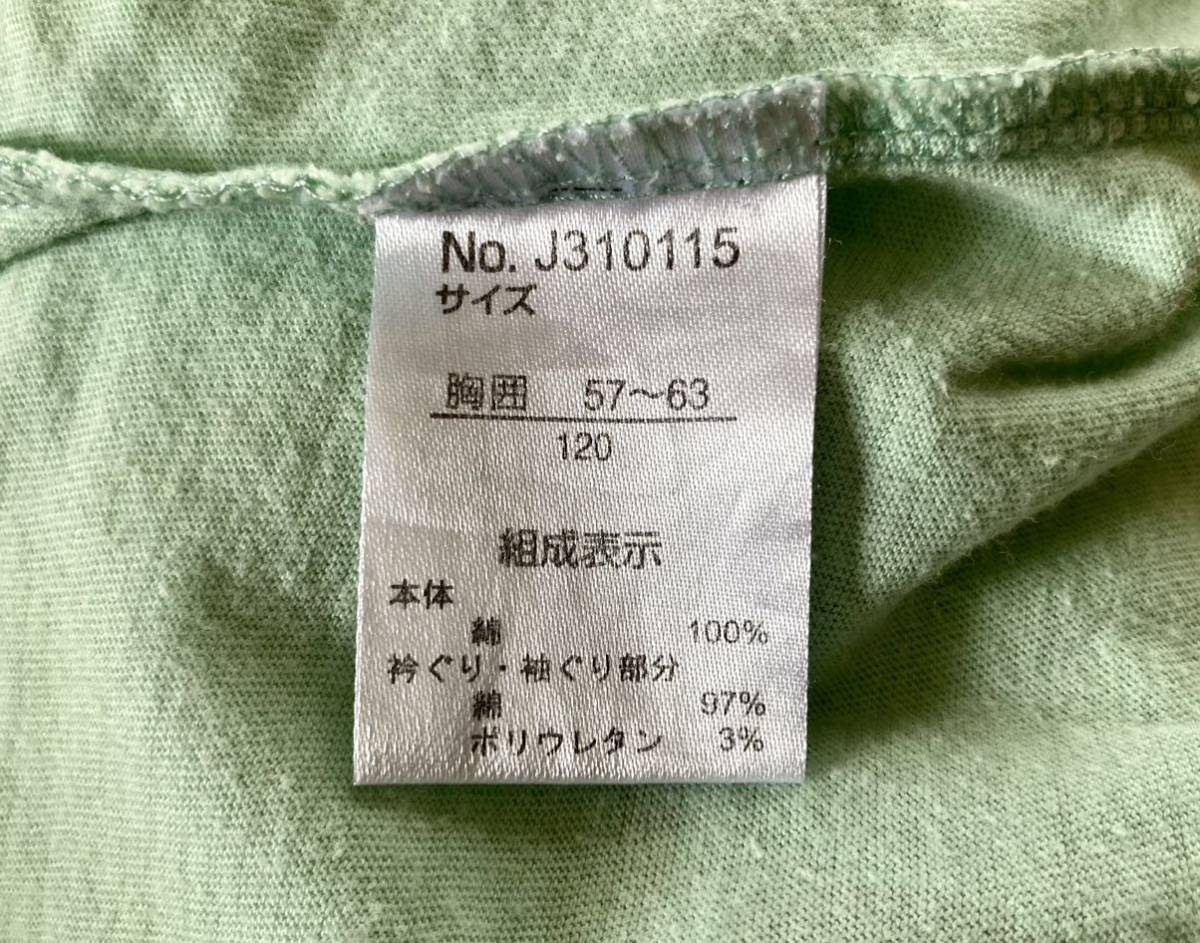 No. J310115
サイズ
胸囲 57～63
120
組成表示
本体
綿 100%
衿ぐり・袖ぐり部分
綿 97%
ポリウレタン 3%